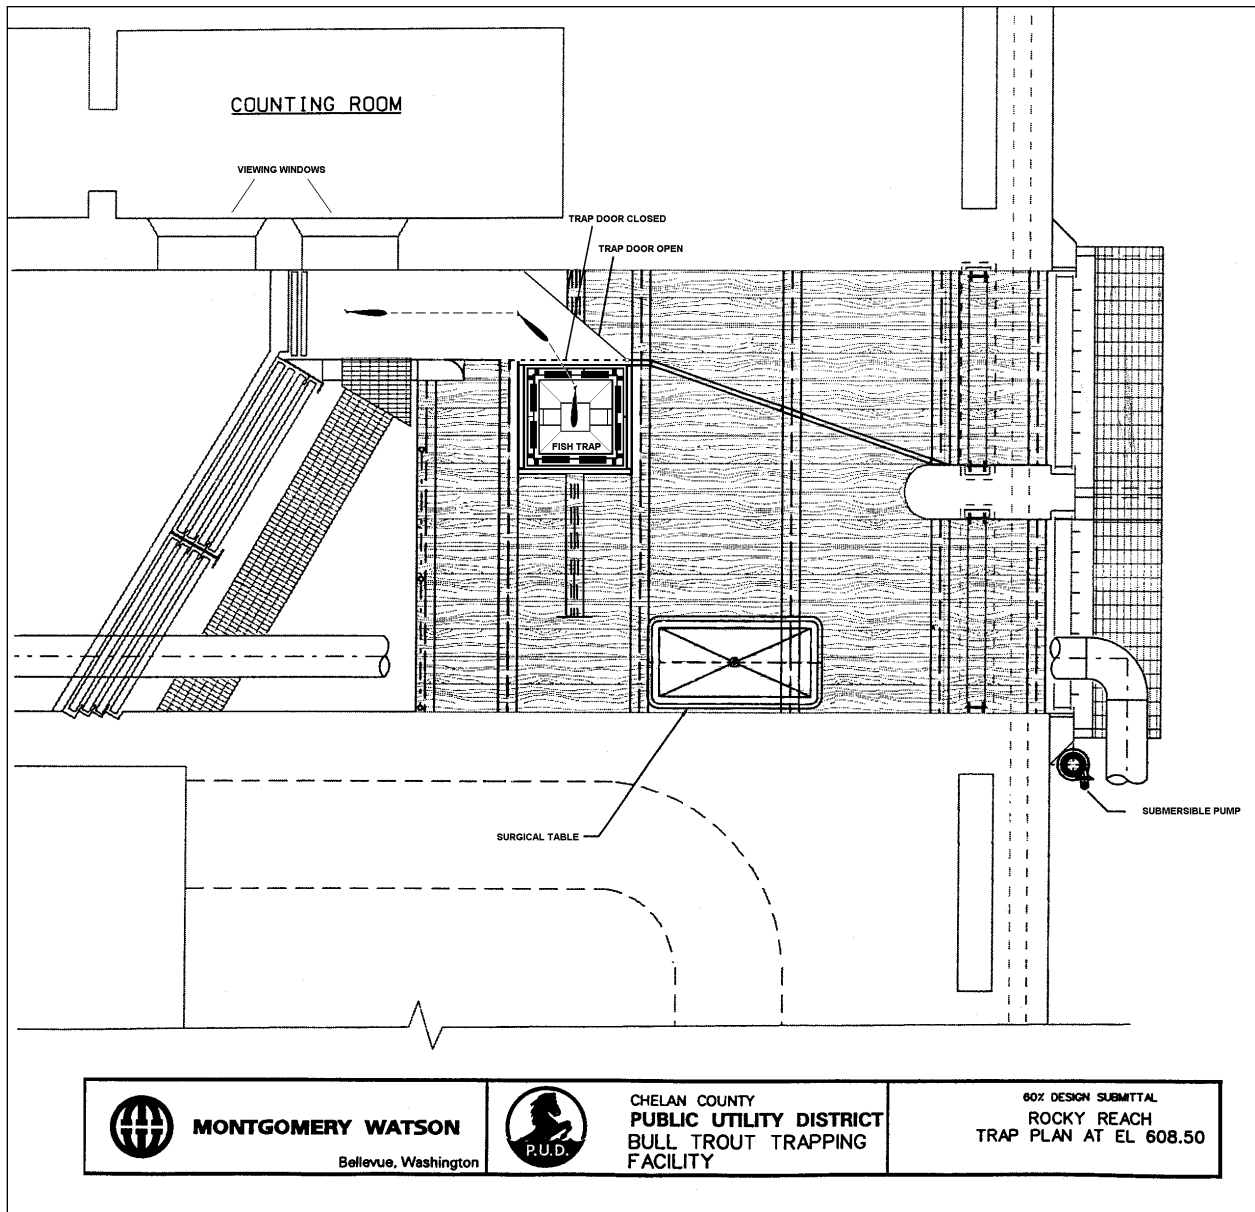 COUNTING ROOM
VIEWING WINDOWS
TRAP DOOR CLOSED
TRAP DOOR OPEN
FISH TRAP
SURGICAL TABLE
SUBMERSIBLE PUMP
MONTGOMERY WATSON
Bellevue, Washington
P.U.D.
CHELAN COUNTY
PUBLIC UTILITY DISTRICT
BULL TROUT TRAPPING
FACILITY
60% DESIGN SUBMITTAL
ROCKY REACH
TRAP PLAN AT EL 608.50